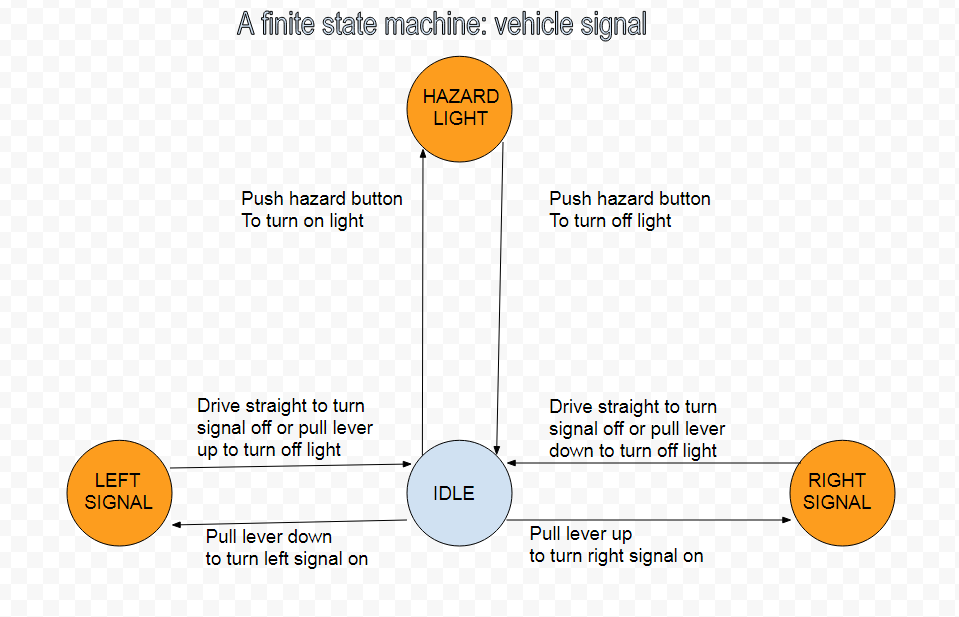 A finite state machine: vehicle signal
HAZARD
LIGHT
Push hazard button
To turn on light
Push hazard button
To turn off light
Drive straight to turn
signal off or pull lever
up to turn off light
Drive straight to turn
signal off or pull lever
down to turn off light
LEFT
SIGNAL
IDLE
RIGHT
SIGNAL
Pull lever down
to turn left signal on
Pull lever up
to turn right signal on